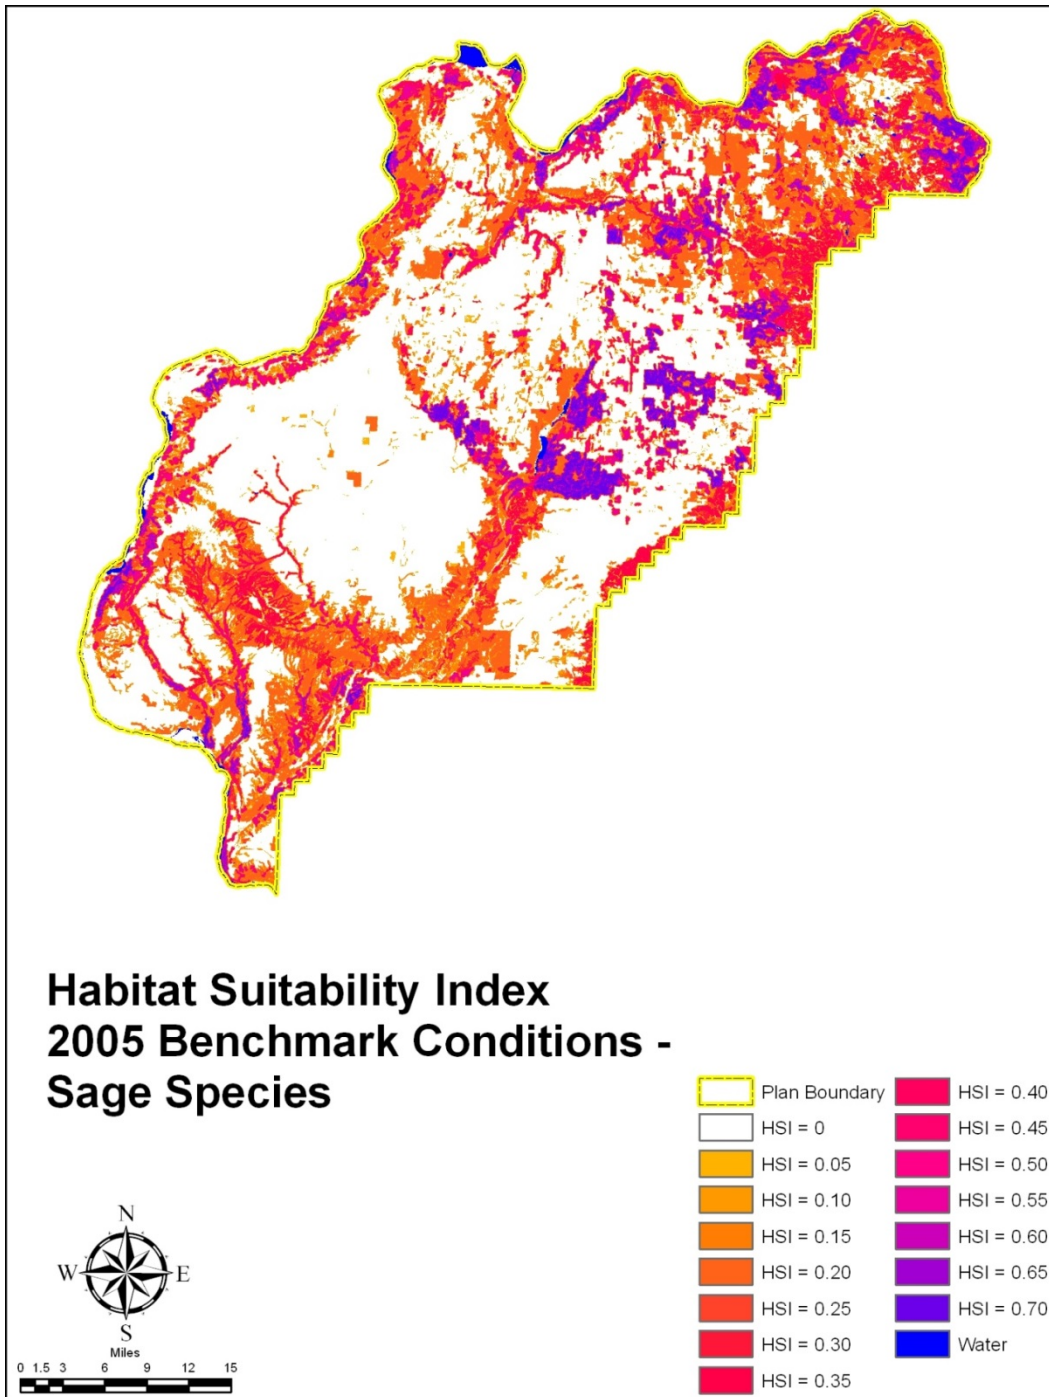 Habitat Suitability Index
2005 Benchmark Conditions -
Sage Species
Plan Boundary
HSI = 0
HSI = 0.05
HSI = 0.10
HSI = 0.15
HSI = 0.20
HSI = 0.25
HSI = 0.30
HSI = 0.35
HSI = 0.40
HSI = 0.45
HSI = 0.50
HSI = 0.55
HSI = 0.60
HSI = 0.65
HSI = 0.70
Water
N
W E
S
Miles
0 1.5 3 6 9 12 15